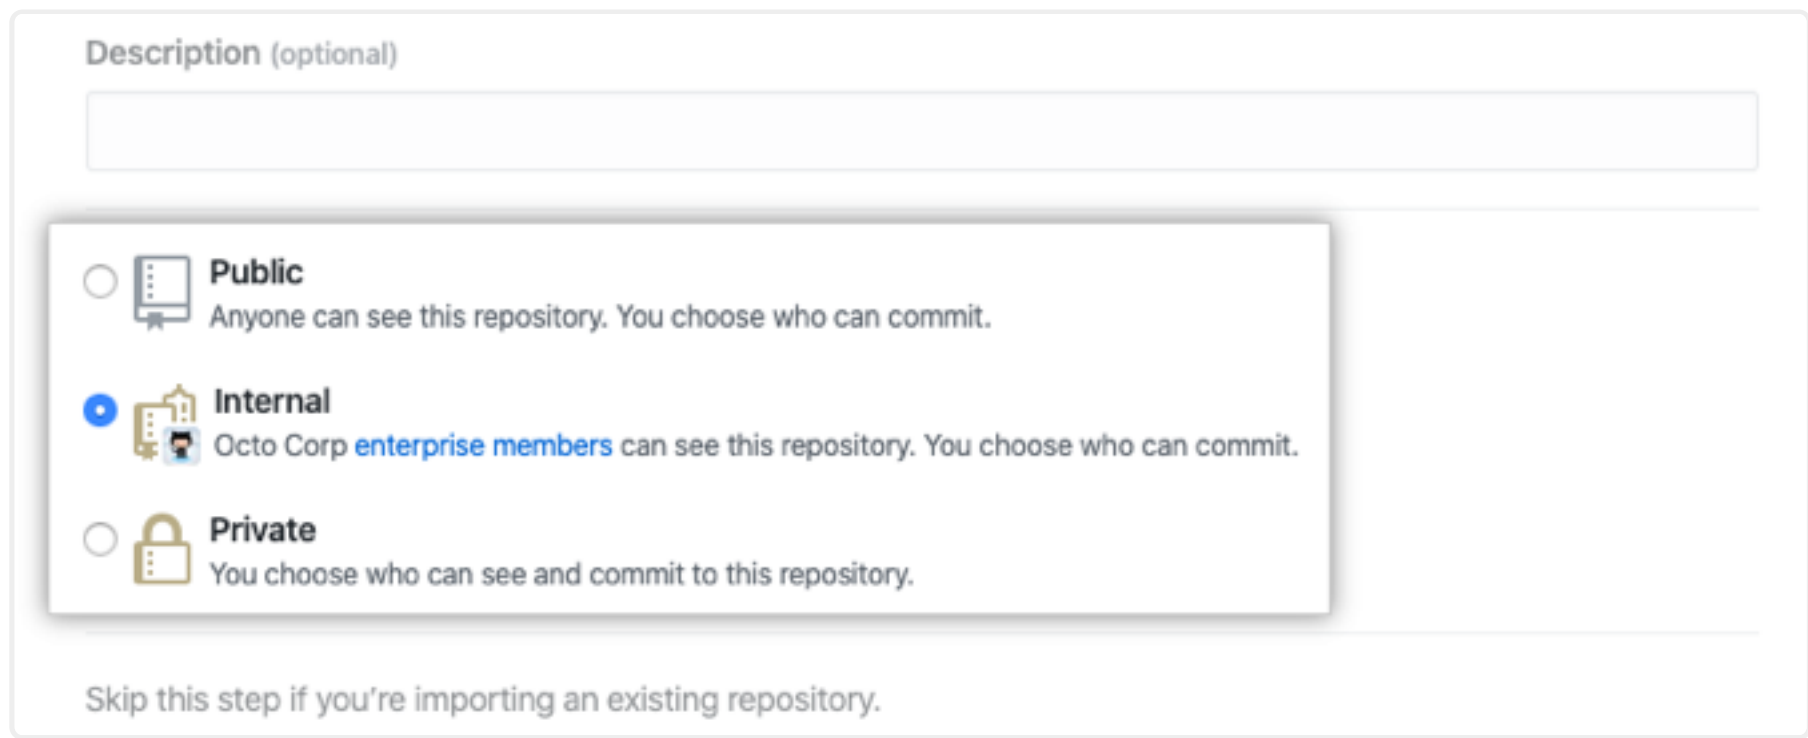 Description (optional)
Public
Anyone can see this repository. You choose who can commit.
Internal
Octo Corp enterprise members can see this repository. You choose who can commit.
Private
You choose who can see and commit to this repository.
Skip this step if you’re importing an existing repository.